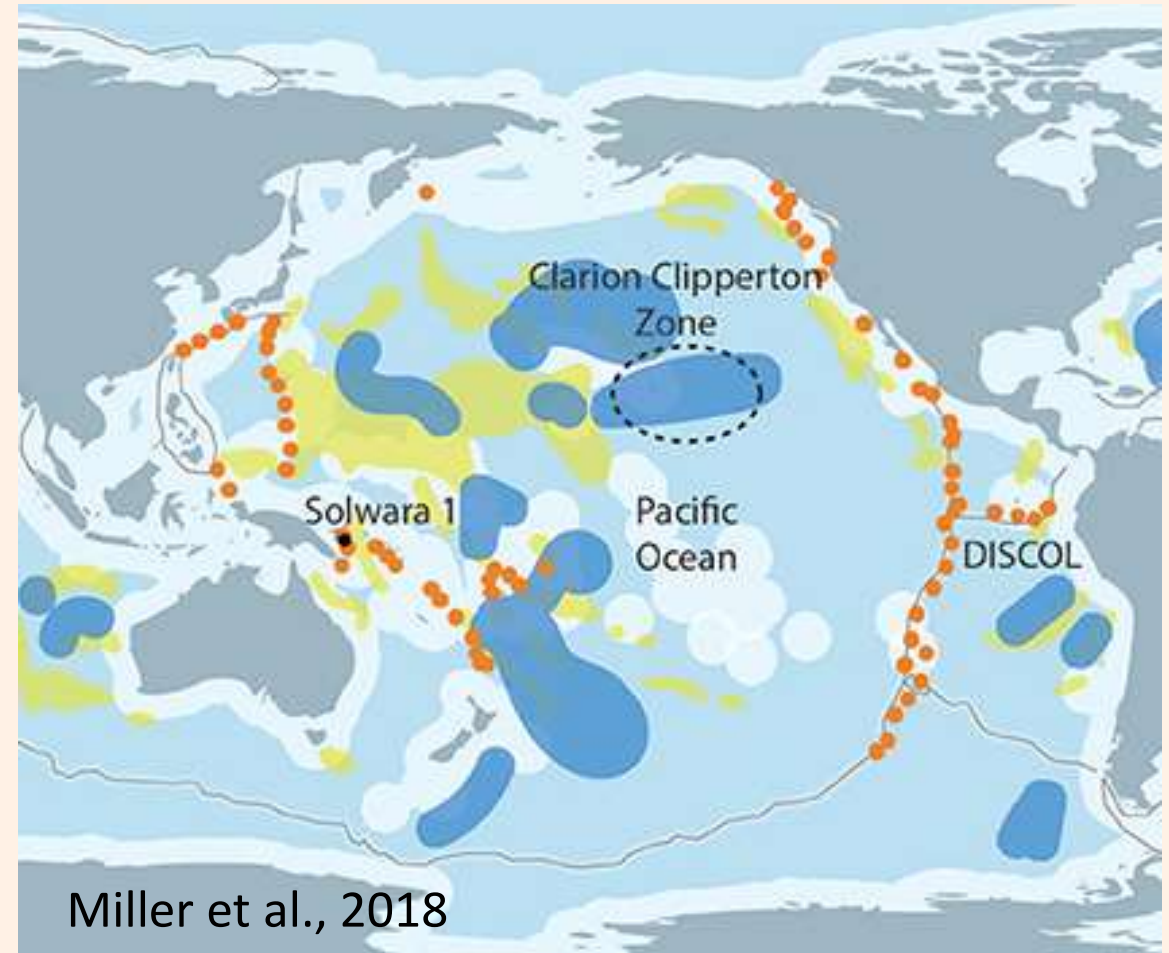 Clarion Clipperton
Zone
Solwara 1
Pacific
Ocean
DISCOL
Miller et al., 2018